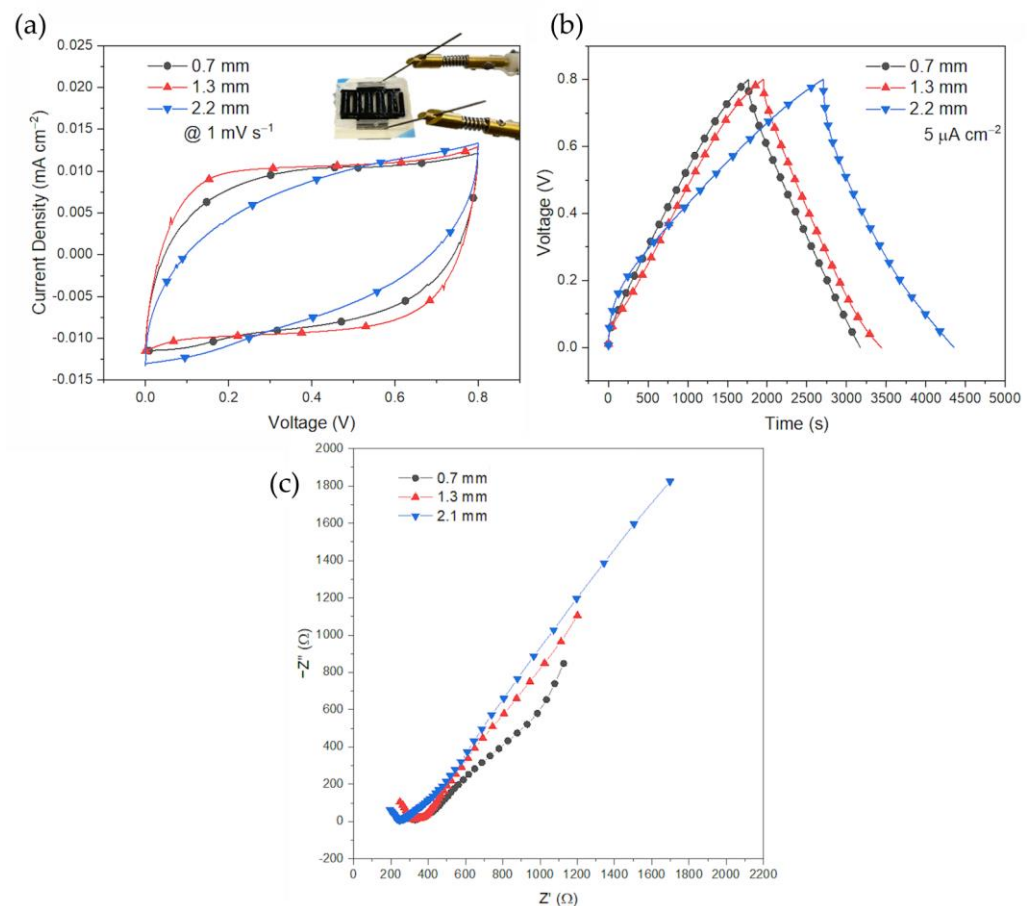 (a)
0.025
0.020
0.015
0.010
0.005
0.000
-0.005
-0.010
-0.015
Current Density (mA cm⁻²)
0.7 mm
1.3 mm
2.2 mm
@ 1 mV s⁻¹
0.0 0.2 0.4 0.6 0.8
Voltage (V)
(b)
0.8
0.6
0.4
0.2
0.0
Voltage (V)
0.7 mm
1.3 mm
2.2 mm
5 μA cm⁻²
0 500 1000 1500 2000 2500 3000 3500 4000 4500 5000
Time (s)
(c)
2000
1800
1600
1400
1200
1000
800
600
400
200
0
-200
−Z" (Ω)
0.7 mm
1.3 mm
2.1 mm
0 200 400 600 800 1000 1200 1400 1600 1800 2000 2200
Z' (Ω)